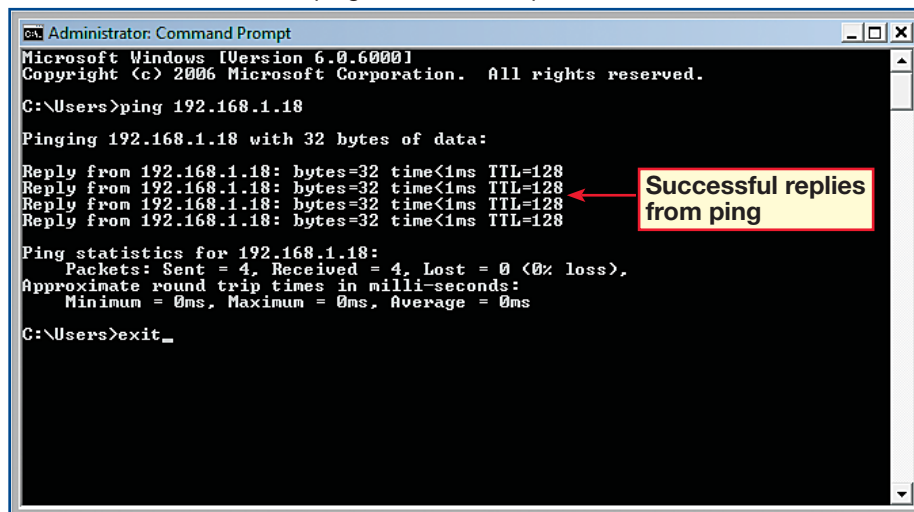 Administrator: Command Prompt
Microsoft Windows [Version 6.0.6000]
Copyright (c) 2006 Microsoft Corporation. All rights reserved.
C:\Users>ping 192.168.1.18
Pinging 192.168.1.18 with 32 bytes of data:
Reply from 192.168.1.18: bytes=32 time<1ms TTL=128
Reply from 192.168.1.18: bytes=32 time<1ms TTL=128
Reply from 192.168.1.18: bytes=32 time<1ms TTL=128
Reply from 192.168.1.18: bytes=32 time<1ms TTL=128
Successful replies
from ping
Ping statistics for 192.168.1.18:
Packets: Sent = 4, Received = 4, Lost = 0 (0% loss),
Approximate round trip times in milli-seconds:
Minimum = 0ms, Maximum = 0ms, Average = 0ms
C:\Users>exit_